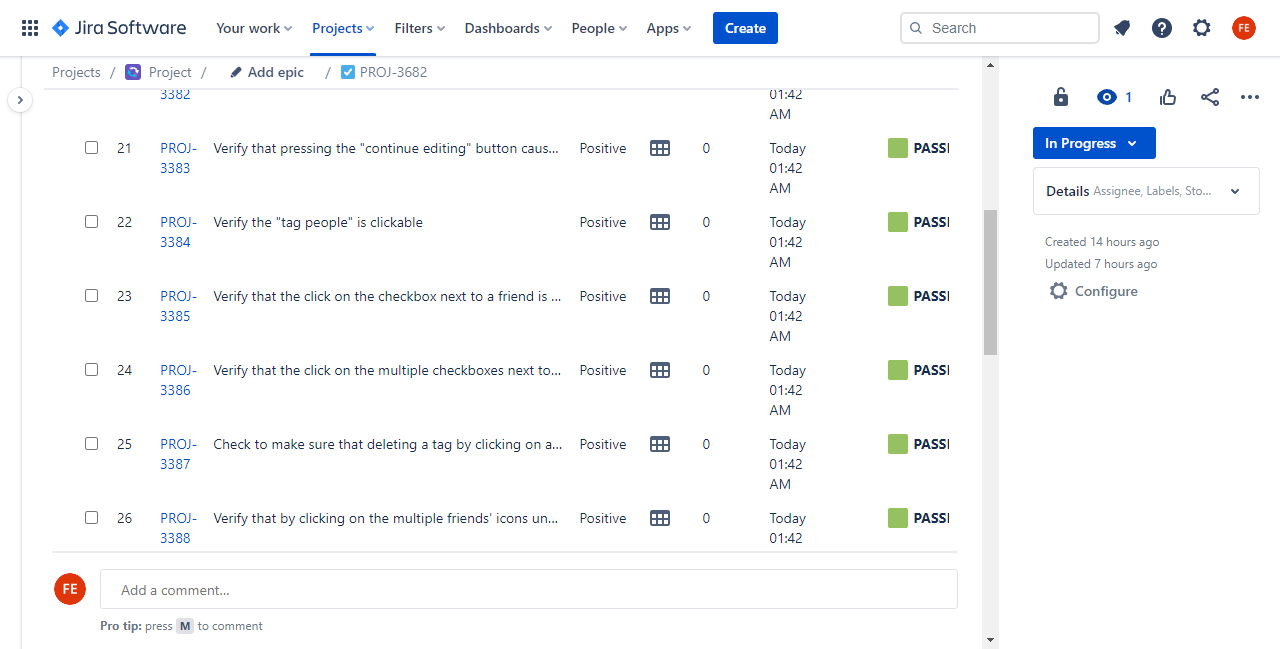 Jira Software Your work Projects Filters Dashboards People Apps Create Search FE
Projects / Project / Add epic / PROJ-3682
3382 01:42
AM
21 PROJ- Verify that pressing the "continue editing" button caus... Positive 0 Today
3383 01:42
AM
22 PROJ- Verify the "tag people" is clickable Positive 0 Today
3384 01:42
AM
23 PROJ- Verify that the click on the checkbox next to a friend is ... Positive 0 Today
3385 01:42
AM
24 PROJ- Verify that the click on the multiple checkboxes next to... Positive 0 Today
3386 01:42
AM
25 PROJ- Check to make sure that deleting a tag by clicking on a... Positive 0 Today
3387 01:42
AM
26 PROJ- Verify that by clicking on the multiple friends' icons un... Positive 0 Today
3388 01:42
FE Add a comment...
Pro tip: press M to comment
1
In Progress
Details Assignee, Labels, Sto...
Created 14 hours ago
Updated 7 hours ago
Configure